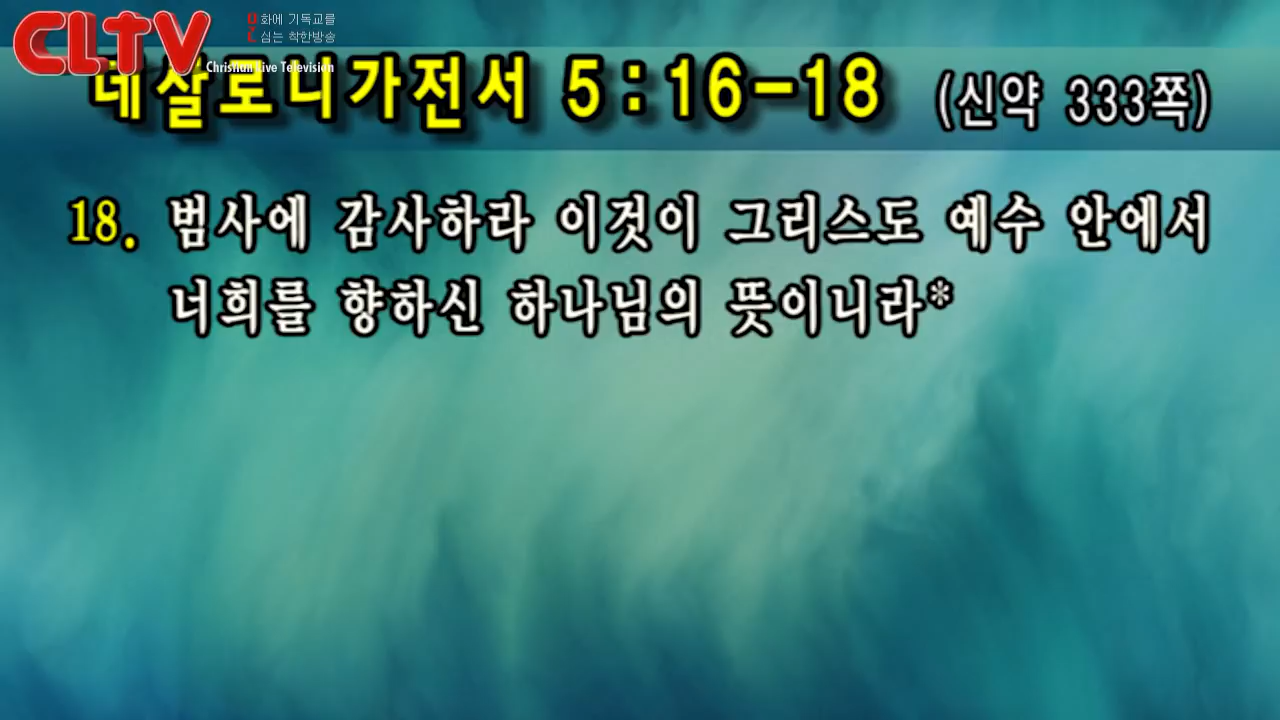 CLTV
문화에 기독교를
심는 착한방송
Christian Live Television
데살로니가전서 5:16-18 (신약 333쪽)
18. 범사에 감사하라 이것이 그리스도 예수 안에서
너희를 향하신 하나님의 뜻이니라*